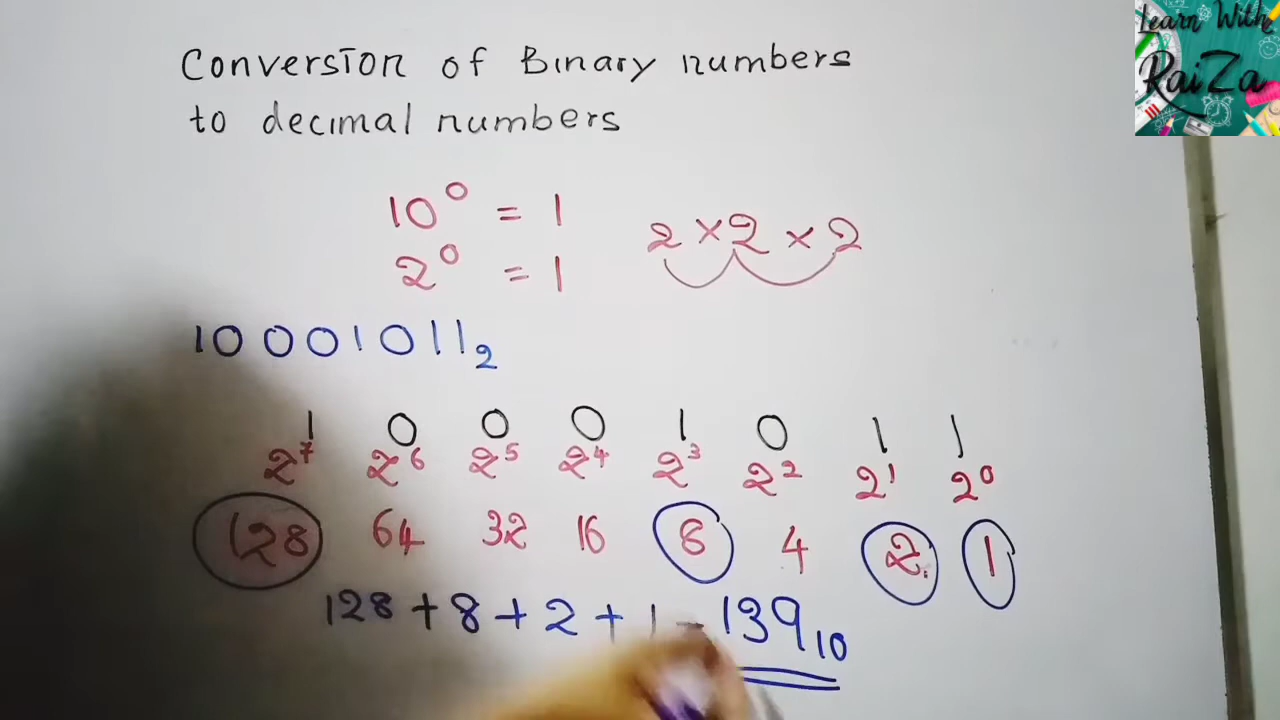 Learn With
RaiZa
Conversion of Binary numbers
to decimal numbers
10⁰ = 1
2⁰ = 1
2 × 2 × 2
10001011₂
1 0 0 0 1 0 1 1
2⁷ 2⁶ 2⁵ 2⁴ 2³ 2² 2¹ 2⁰
128 64 32 16 8 4 2 1
128 + 8 + 2 + 1 = 139₁₀